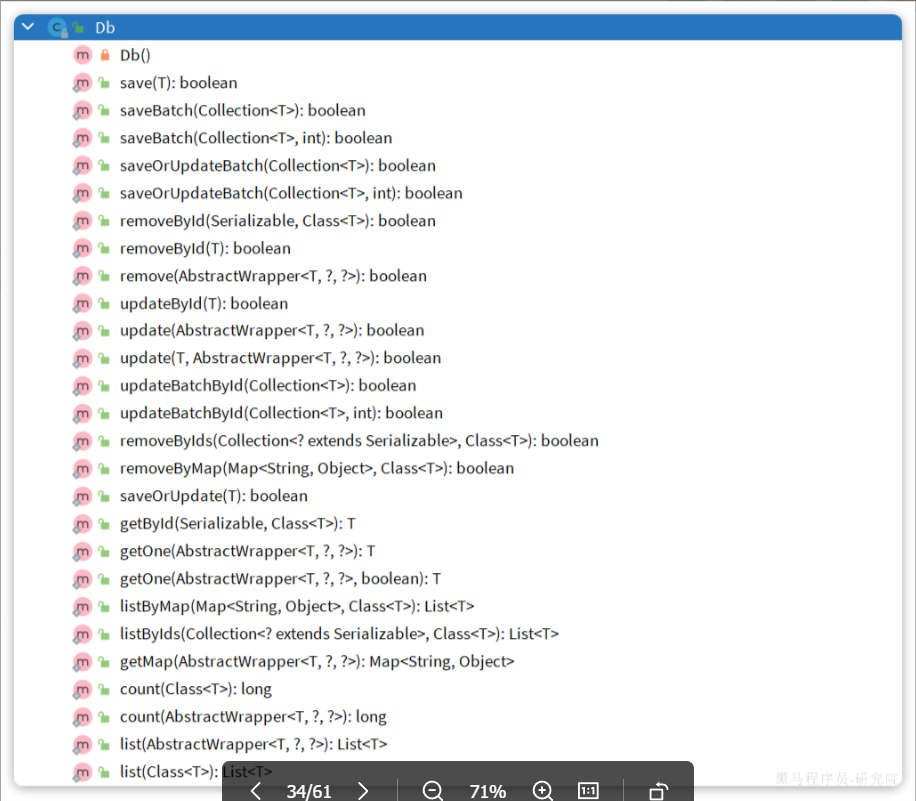 Db
Db()
save(T): boolean
saveBatch(Collection<T>): boolean
saveBatch(Collection<T>, int): boolean
saveOrUpdateBatch(Collection<T>): boolean
saveOrUpdateBatch(Collection<T>, int): boolean
removeById(Serializable, Class<T>): boolean
removeById(T): boolean
remove(AbstractWrapper<T, ?, ?>): boolean
updateById(T): boolean
update(AbstractWrapper<T, ?, ?>): boolean
update(T, AbstractWrapper<T, ?, ?>): boolean
updateBatchById(Collection<T>): boolean
updateBatchById(Collection<T>, int): boolean
removeByIds(Collection<? extends Serializable>, Class<T>): boolean
removeByMap(Map<String, Object>, Class<T>): boolean
saveOrUpdate(T): boolean
getById(Serializable, Class<T>): T
getOne(AbstractWrapper<T, ?, ?>): T
getOne(AbstractWrapper<T, ?, ?>, boolean): T
listByMap(Map<String, Object>, Class<T>): List<T>
listByIds(Collection<? extends Serializable>, Class<T>): List<T>
getMap(AbstractWrapper<T, ?, ?>): Map<String, Object>
count(Class<T>): long
count(AbstractWrapper<T, ?, ?>): long
list(AbstractWrapper<T, ?, ?>): List<T>
list(Class<T>): List<T>
黑马程序员-研究院
34/61 71% 1:1